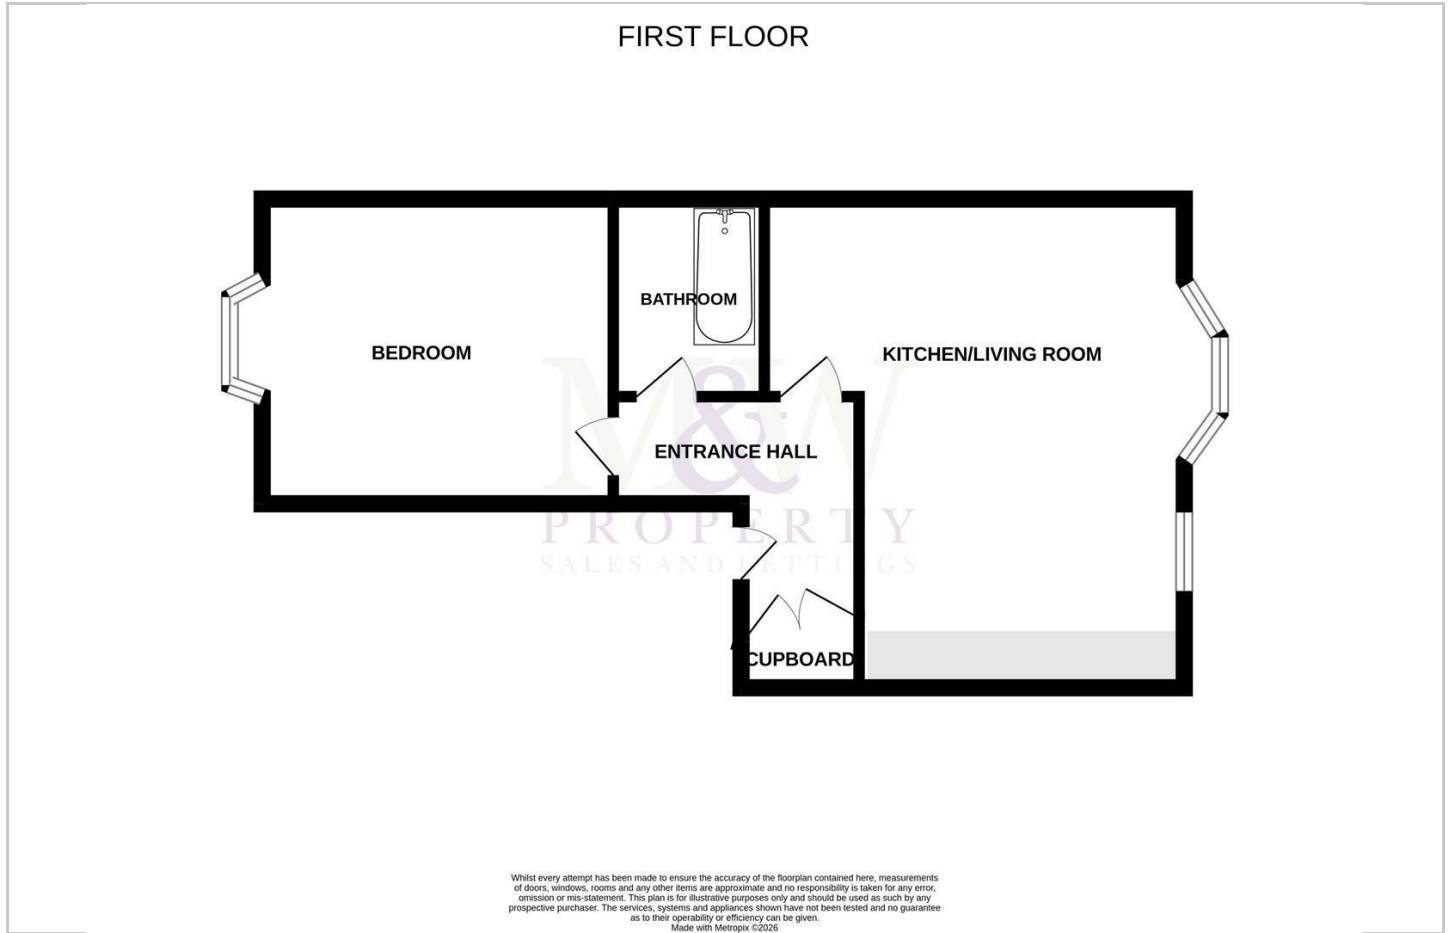 FIRST FLOOR
BATHROOM
BEDROOM
KITCHEN/LIVING ROOM
M&W
ENTRANCE HALL
PROPERTY
SALES AND LETTINGS
CUPBOARD
Whilst every attempt has been made to ensure the accuracy of the floorplan contained here, measurements
of doors, windows, rooms and any other items are approximate and no responsibility is taken for any error,
omission or mis-statement. This plan is for illustrative purposes only and should be used as such by any
prospective purchaser. The services, systems and appliances shown have not been tested and no guarantee
as to their operability or efficiency can be given.
Made with Metropix ©2026